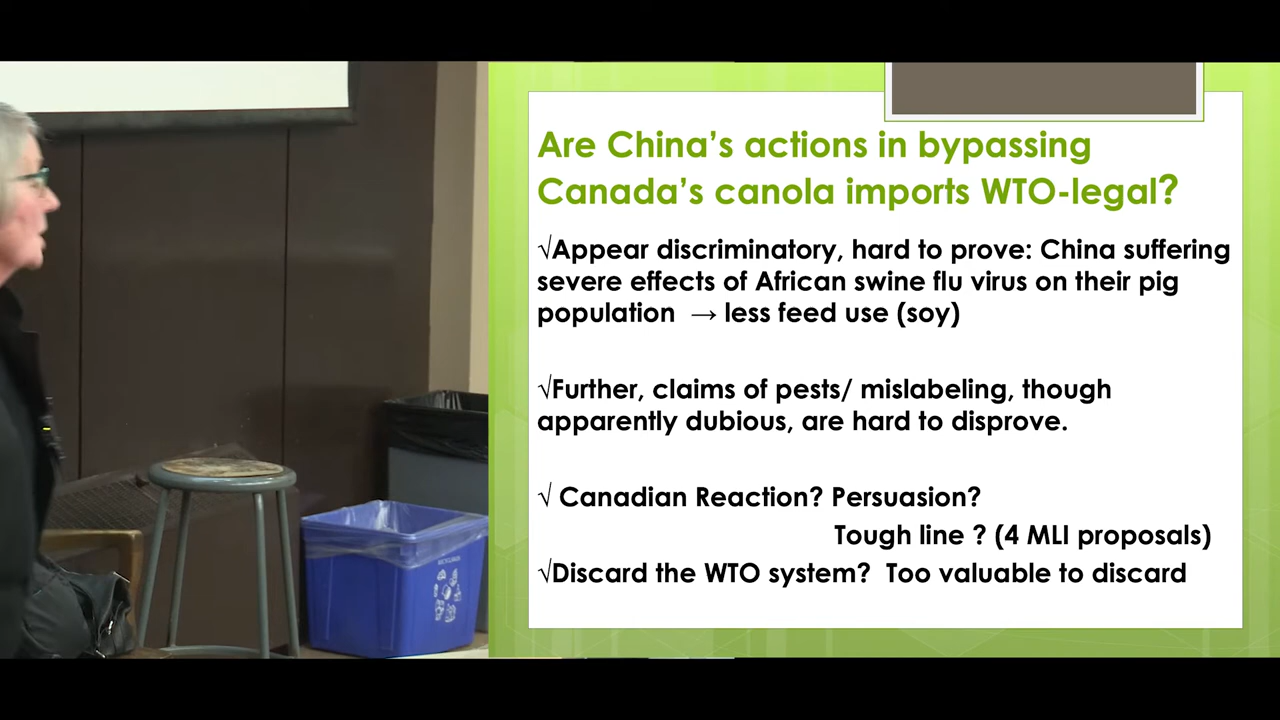 Are China's actions in bypassing
Canada's canola imports WTO-legal?
√Appear discriminatory, hard to prove: China suffering
severe effects of African swine flu virus on their pig
population → less feed use (soy)
√Further, claims of pests/ mislabeling, though
apparently dubious, are hard to disprove.
√ Canadian Reaction? Persuasion?
Tough line ? (4 MLI proposals)
√Discard the WTO system? Too valuable to discard